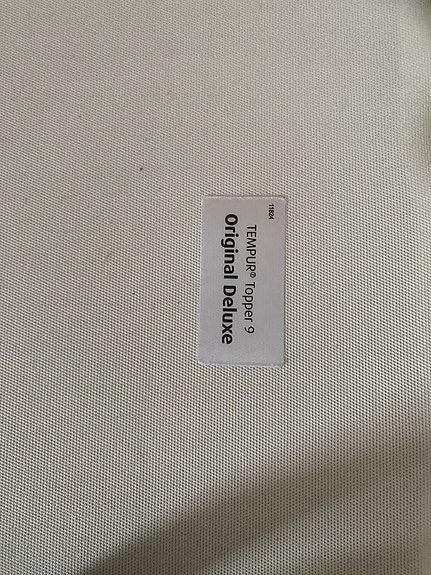 11824
TEMPUR® Topper 9
Original Deluxe